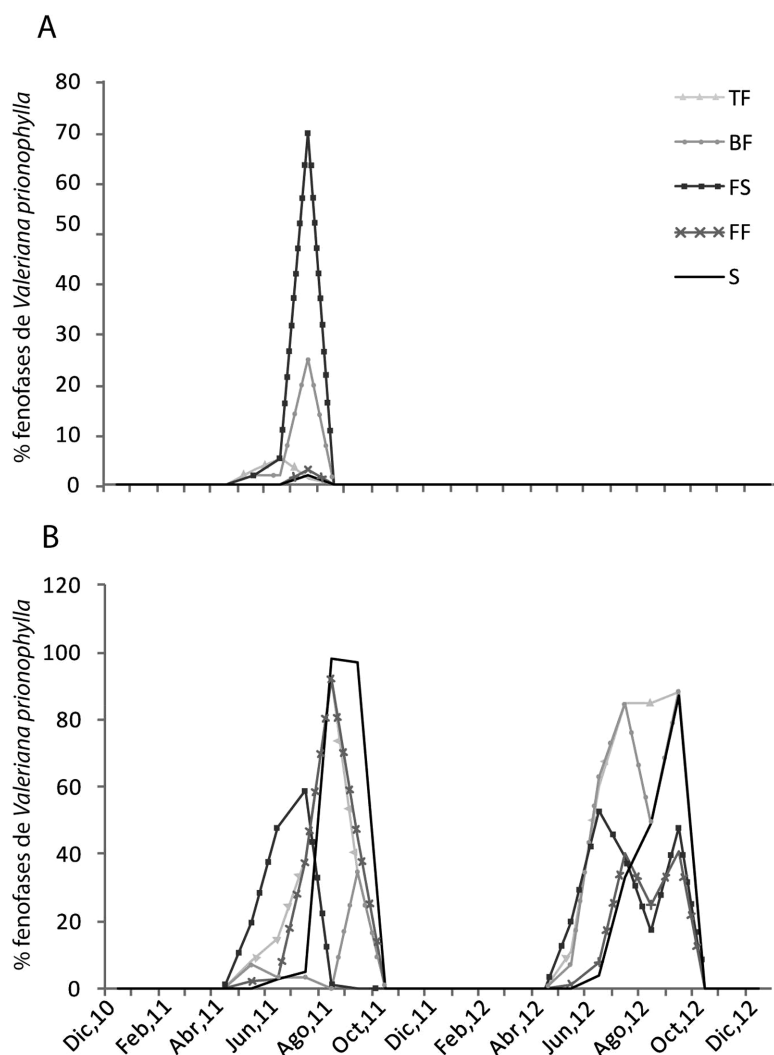 A
% fenofases de Valeriana prionophylla
80
70
60
50
40
30
20
10
0
TF
BF
FS
FF
S
B
% fenofases de Valeriana prionophylla
120
100
80
60
40
20
0
Dic,10
Feb,11
Abr,11
Jun,11
Ago,11
Oct,11
Dic,11
Feb,12
Abr,12
Jun,12
Ago,12
Oct,12
Dic,12